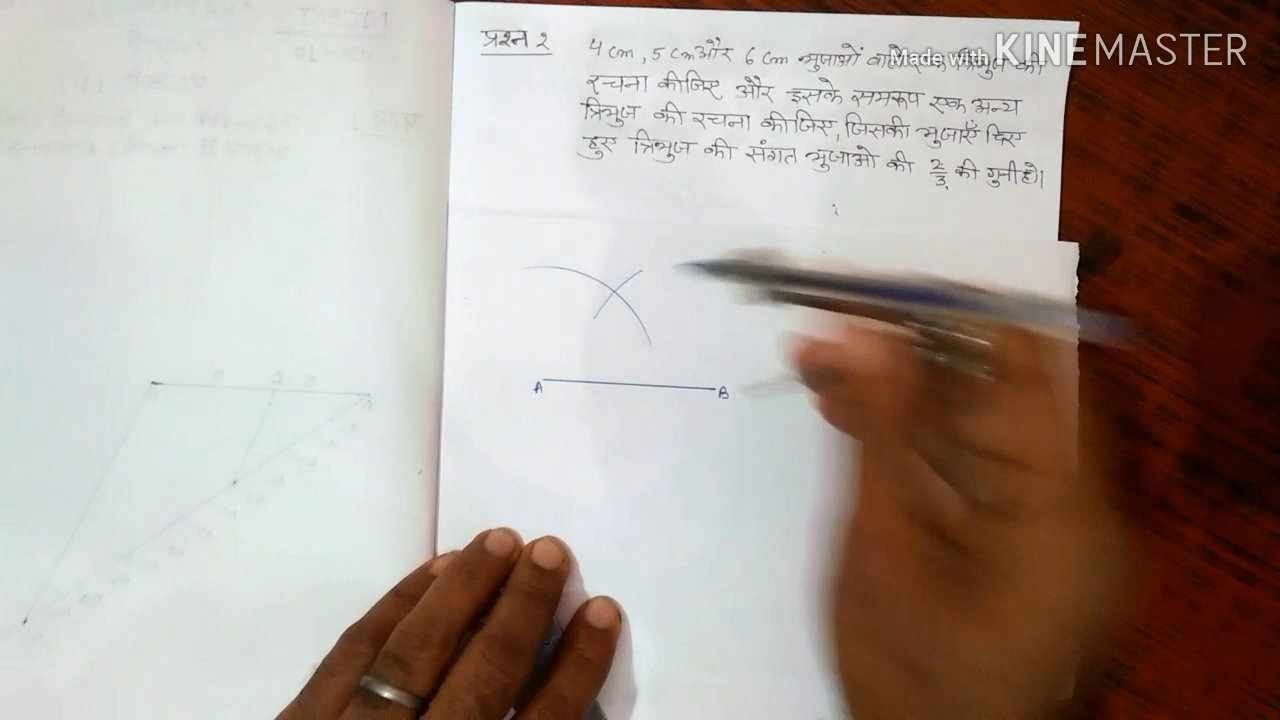 Made with KINEMASTER
प्रश्न २
4 cm, 5 cm और 6 cm भुजाओं वाले
रचना कीजिए और इसके समरूप एक अन्य
त्रिभुज की रचना कीजिए, जिसकी भुजाएँ दिए
हुए त्रिभुज की संगत भुजाओ की 2/3 की गुनी हो।
A B